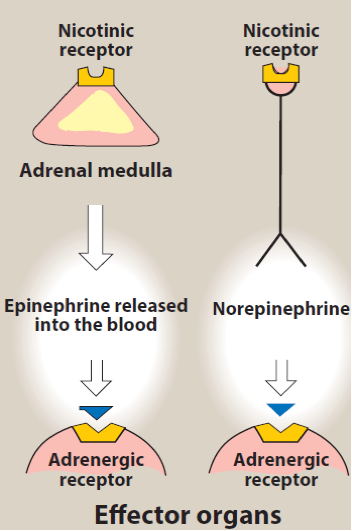 Nicotinic
receptor
Adrenal medulla
Epinephrine released
into the blood
Adrenergic
receptor
Nicotinic
receptor
Norepinephrine
Adrenergic
receptor
Effector organs